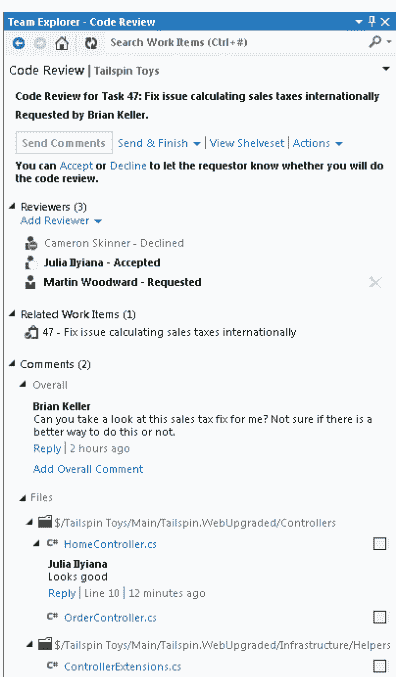 Team Explorer - Code Review
Search Work Items (Ctrl+#)
Code Review | Tailspin Toys
Code Review for Task 47: Fix issue calculating sales taxes internationally
Requested by Brian Keller.
Send Comments Send & Finish | View Shelveset | Actions
You can Accept or Decline to let the requestor know whether you will do
the code review.
Reviewers (3)
Add Reviewer
Cameron Skinner - Declined
Julia Ilyiana - Accepted
Martin Woodward - Requested
Related Work Items (1)
47 - Fix issue calculating sales taxes internationally
Comments (2)
Overall
Brian Keller
Can you take a look at this sales tax fix for me? Not sure if there is a
better way to do this or not.
Reply | 2 hours ago
Add Overall Comment
Files
$/Tailspin Toys/Main/Tailspin.WebUpgraded/Controllers
C# HomeController.cs
Julia Ilyiana
Looks good
Reply | Line 10 | 12 minutes ago
C# OrderController.cs
$/Tailspin Toys/Main/Tailspin.WebUpgraded/Infrastructure/Helpers
C# ControllerExtensions.cs